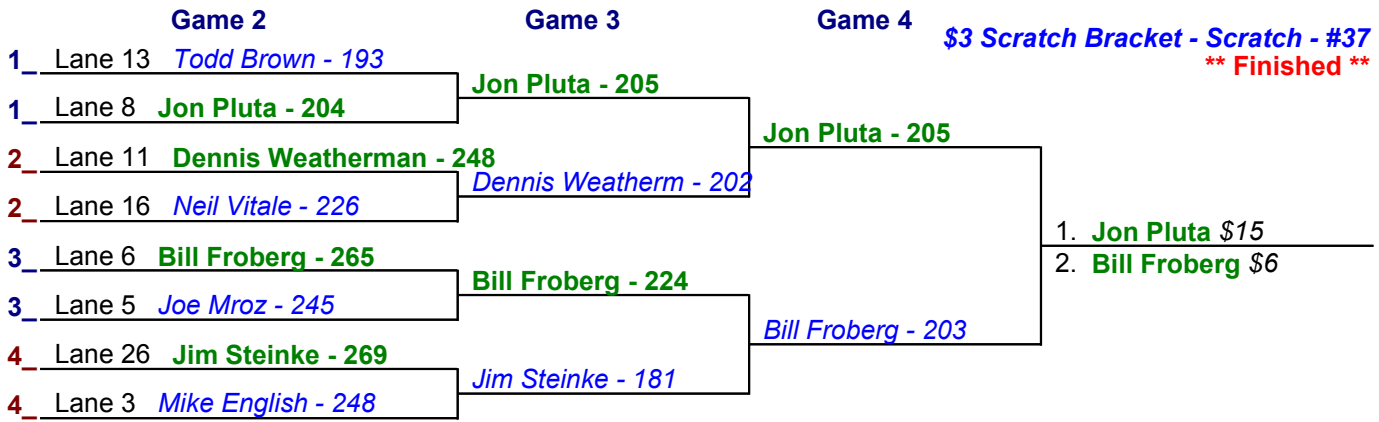 Game 2 Game 3 Game 4
$3 Scratch Bracket - Scratch - #37
** Finished **
1_ Lane 13 Todd Brown - 193
Jon Pluta - 205
1_ Lane 8 Jon Pluta - 204
Jon Pluta - 205
2_ Lane 11 Dennis Weatherman - 248
Dennis Weatherm - 202
2_ Lane 16 Neil Vitale - 226
1. Jon Pluta $15
3_ Lane 6 Bill Froberg - 265
2. Bill Froberg $6
Bill Froberg - 224
3_ Lane 5 Joe Mroz - 245
Bill Froberg - 203
4_ Lane 26 Jim Steinke - 269
Jim Steinke - 181
4_ Lane 3 Mike English - 248